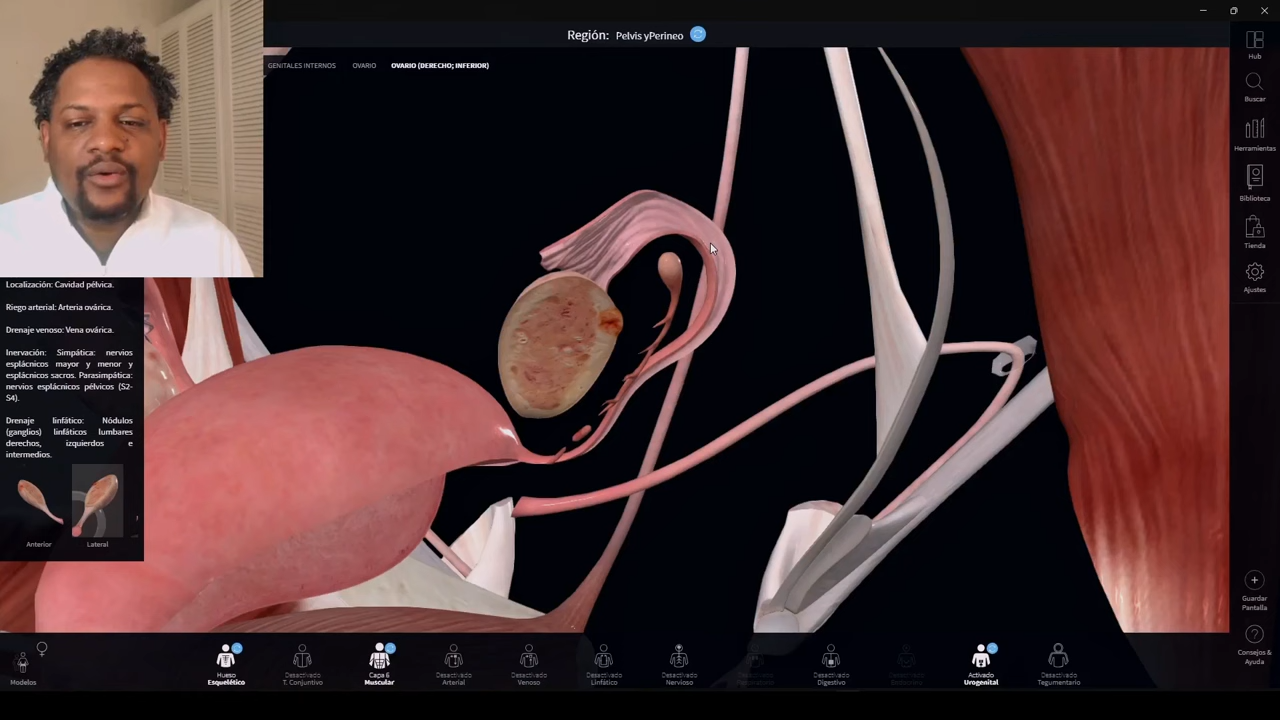 Región: Pelvis yPerineo
GENITALES INTERNOS OVARIO OVARIO (DERECHO; INFERIOR)
Hub
Buscar
Herramientas
Biblioteca
Tienda
Ajustes
Localización: Cavidad pélvica.
Riego arterial: Arteria ovárica.
Drenaje venoso: Vena ovárica.
Inervación: Simpática: nervios
esplácnicos mayor y menor y
esplácnicos sacros. Parasimpática:
nervios esplácnicos pélvicos (S2-
S4).
Drenaje linfático: Nódulos
(ganglios) linfáticos lumbares
derechos, izquierdos e
intermedios.
Anterior Lateral
Guardar
Pantalla
Consejos &
Ayuda
Modelos
Hueso
Esquelético
Desactivado
T. Conjuntivo
Capa 6
Muscular
Desactivado
Arterial
Desactivado
Venoso
Desactivado
Linfático
Desactivado
Nervioso
Desactivado
Digestivo
Activado
Urogenital
Desactivado
Tegumentario